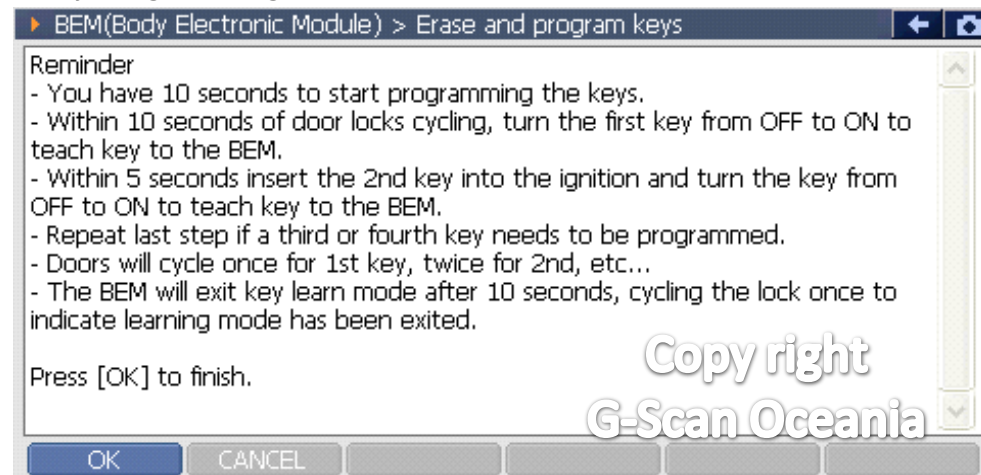 BEM(Body Electronic Module) > Erase and program keys
Reminder
- You have 10 seconds to start programming the keys.
- Within 10 seconds of door locks cycling, turn the first key from OFF to ON to
teach key to the BEM.
- Within 5 seconds insert the 2nd key into the ignition and turn the key from
OFF to ON to teach key to the BEM.
- Repeat last step if a third or fourth key needs to be programmed.
- Doors will cycle once for 1st key, twice for 2nd, etc...
- The BEM will exit key learn mode after 10 seconds, cycling the lock once to
indicate learning mode has been exited.
Press [OK] to finish.
Copy right
G-Scan Oceania
OK CANCEL